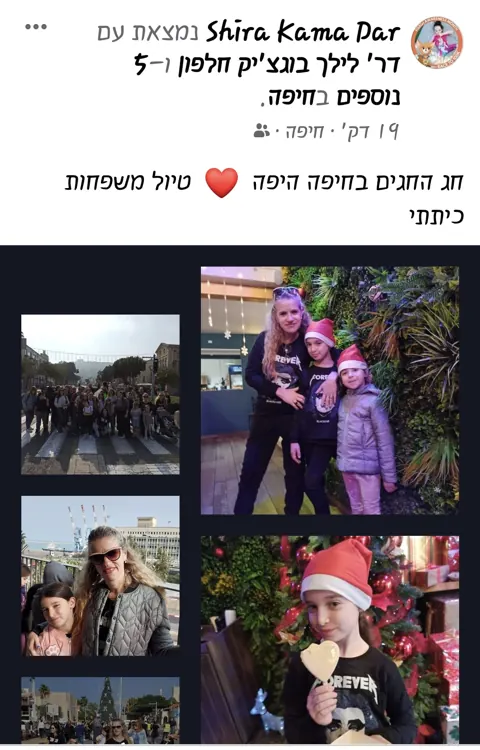 Shira Kama Dar נמצאת עם
דר' לילך בוגצ'יק חלפון ו-5
נוספים בחיפה.
19 דק' · חיפה ·
חג החגים בחיפה היפה ❤️ טיול משפחות
כיתתי
FOREVER
FOREVER